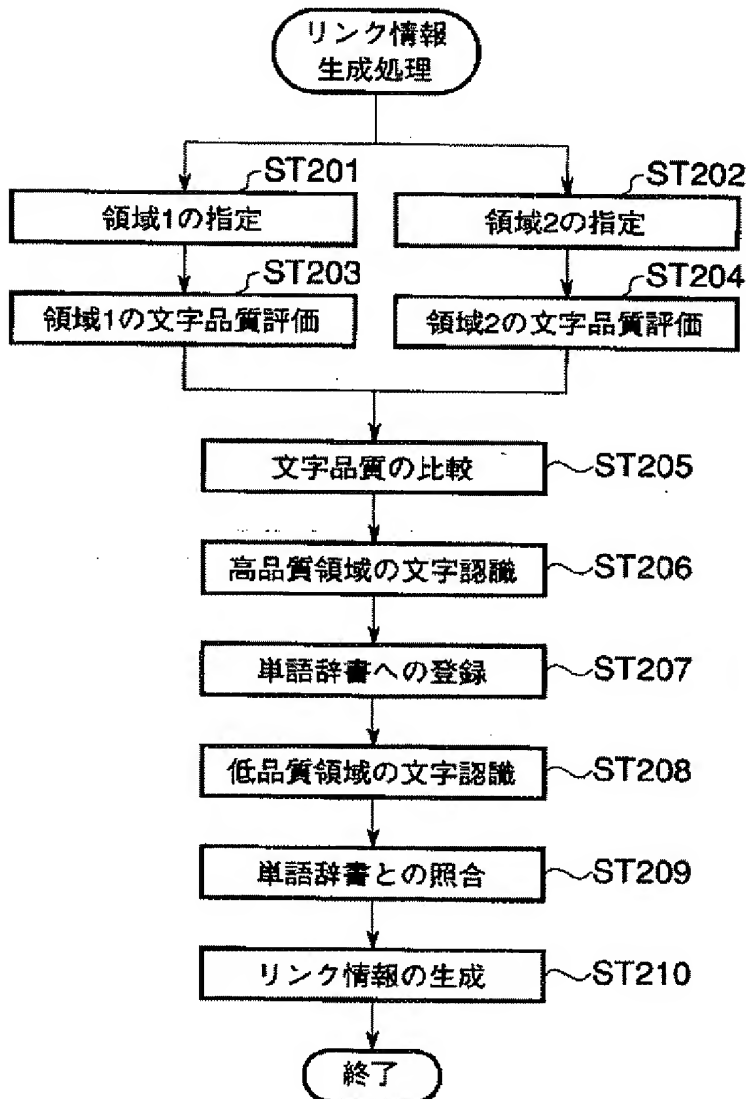 リンク情報
生成処理
ST201
ST202
領域1の指定
領域2の指定
ST203
ST204
領域1の文字品質評価
領域2の文字品質評価
文字品質の比較
ST205
高品質領域の文字認識
ST206
単語辞書への登録
ST207
低品質領域の文字認識
ST208
単語辞書との照合
ST209
リンク情報の生成
ST210
終了